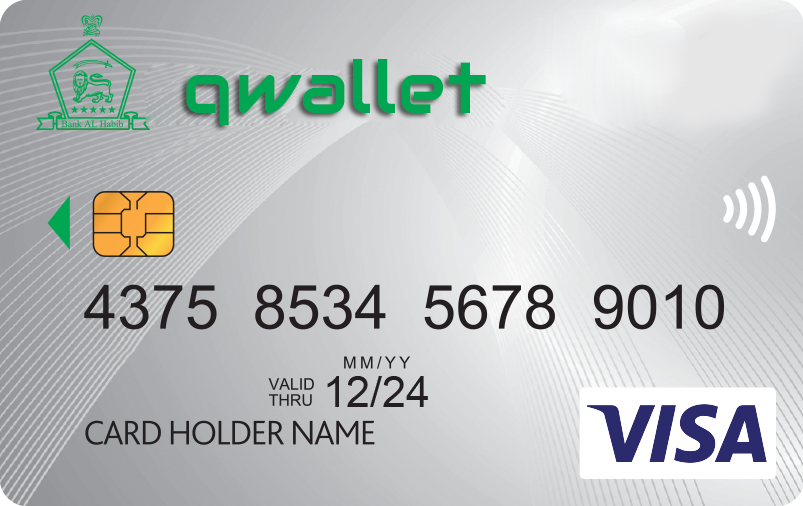 qwallet
Bank AL Habib
4375 8534 5678 9010
MM/YY
VALID THRU 12/24
CARD HOLDER NAME
VISA